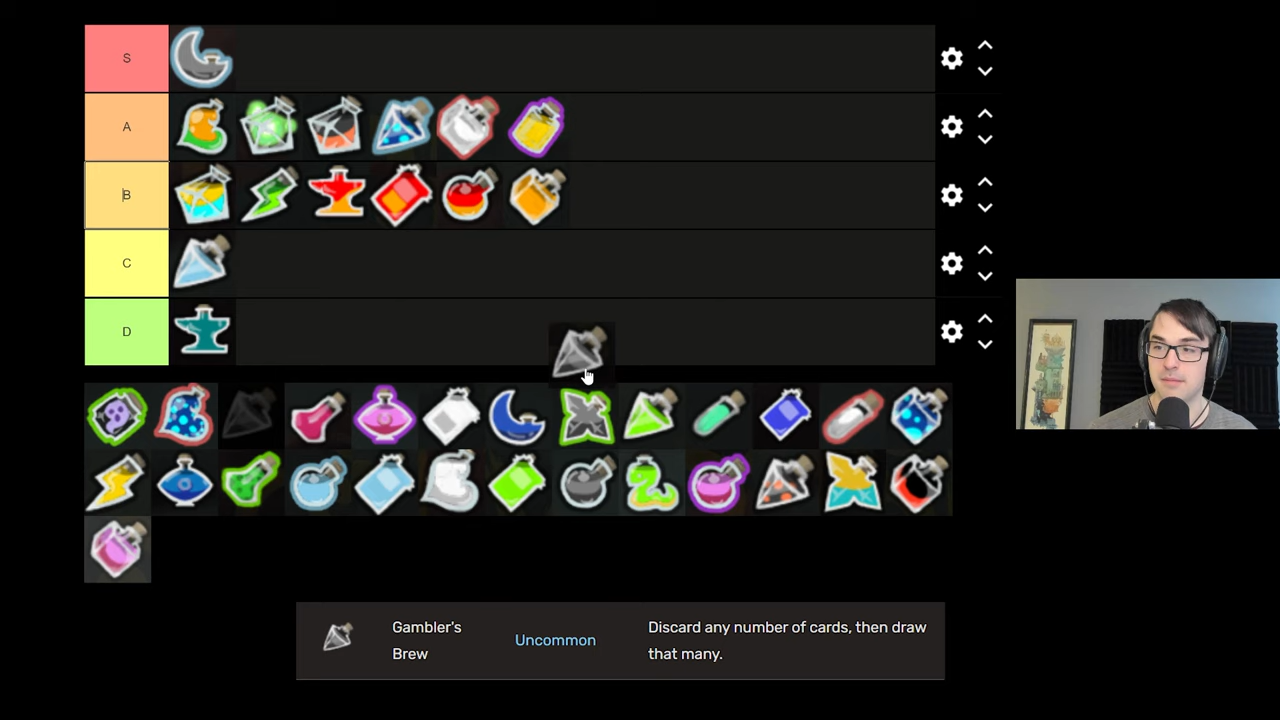 S
A
B
C
D
Gambler's
Brew
Uncommon
Discard any number of cards, then draw
that many.